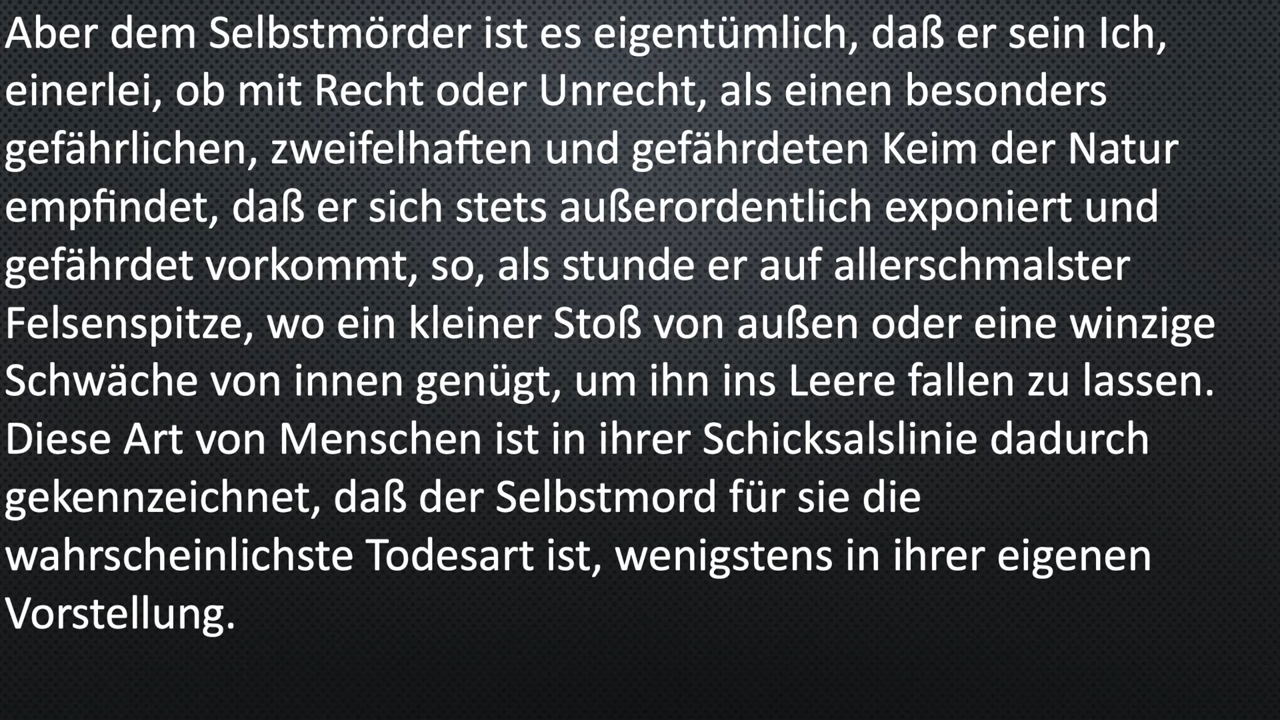 Aber dem Selbstmörder ist es eigentümlich, daß er sein Ich,
einerlei, ob mit Recht oder Unrecht, als einen besonders
gefährlichen, zweifelhaften und gefährdeten Keim der Natur
empfindet, daß er sich stets außerordentlich exponiert und
gefährdet vorkommt, so, als stunde er auf allerschmalster
Felsenspitze, wo ein kleiner Stoß von außen oder eine winzige
Schwäche von innen genügt, um ihn ins Leere fallen zu lassen.
Diese Art von Menschen ist in ihrer Schicksalslinie dadurch
gekennzeichnet, daß der Selbstmord für sie die
wahrscheinlichste Todesart ist, wenigstens in ihrer eigenen
Vorstellung.